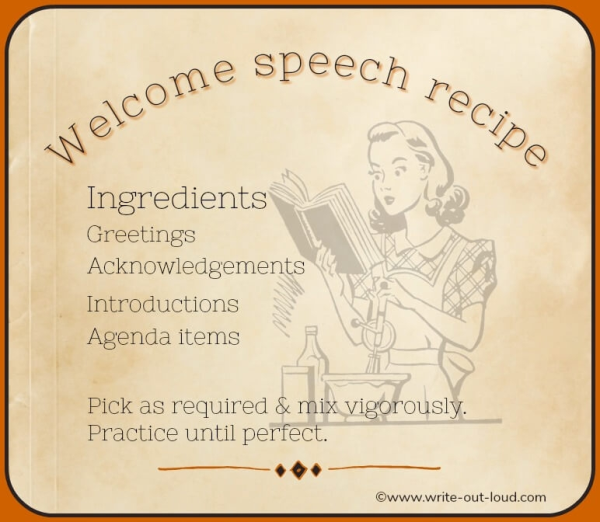 Welcome speech recipe
Ingredients
Greetings
Acknowledgements
Introductions
Agenda items
Pick as required & mix vigorously.
Practice until perfect.
©www.write-out-loud.com